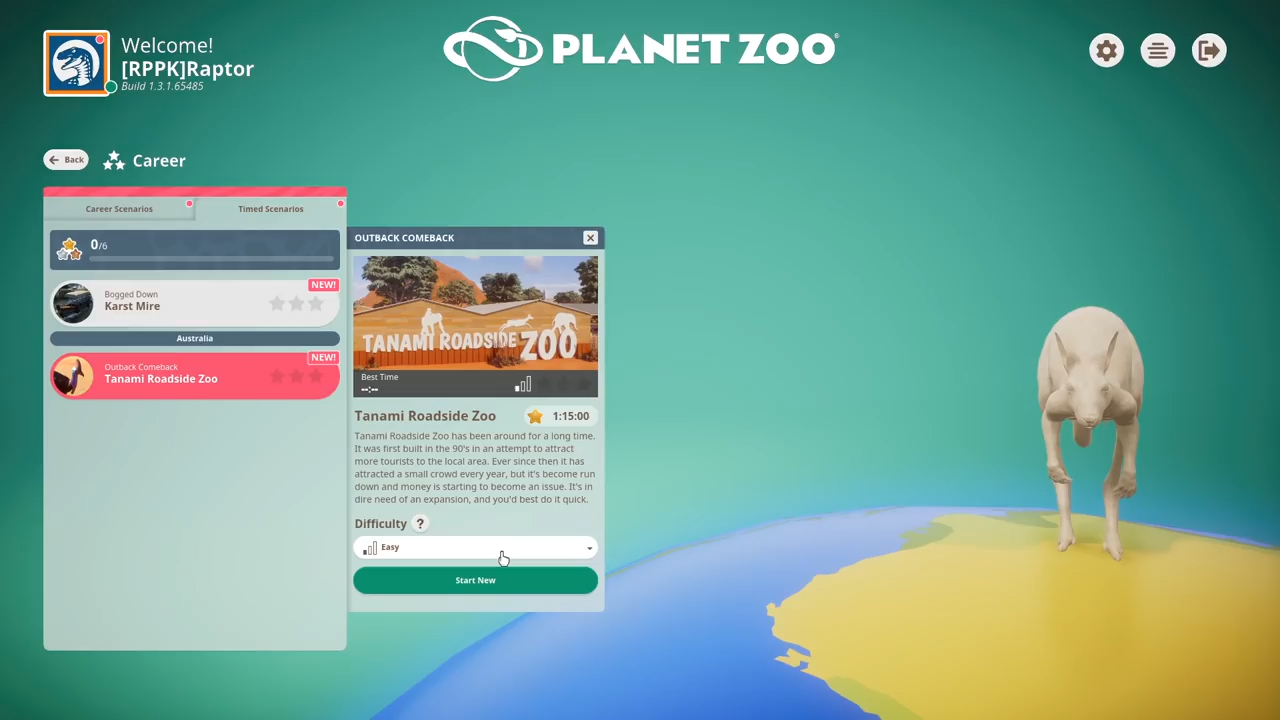 Welcome!
[RPPK]Raptor
Build 1.3.1.65485
PLANET ZOO
Back
Career
Career Scenarios
Timed Scenarios
0/6
NEW!
Bogged Down
Karst Mire
Australia
NEW!
Outback Comeback
Tanami Roadside Zoo
OUTBACK COMEBACK
TANAMI ROADSIDE ZOO
Best Time
--:--
Tanami Roadside Zoo
1:15:00
Tanami Roadside Zoo has been around for a long time.
It was first built in the 90's in an attempt to attract
more tourists to the local area. Ever since then it has
attracted a small crowd every year, but it's become run
down and money is starting to become an issue. It's in
dire need of an expansion, and you'd best do it quick.
Difficulty ?
Easy
Start New